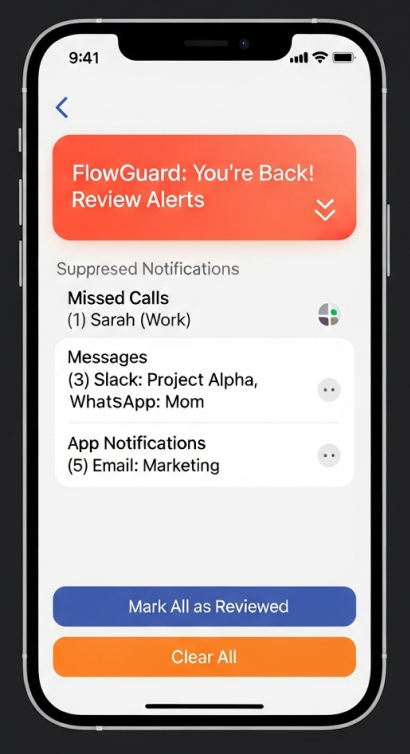 9:41
FlowGuard: You're Back!
Review Alerts
Suppresed Notifications
Missed Calls
(1) Sarah (Work)
Messages
(3) Slack: Project Alpha,
WhatsApp: Mom
App Notifications
(5) Email: Marketing
Mark All as Reviewed
Clear All